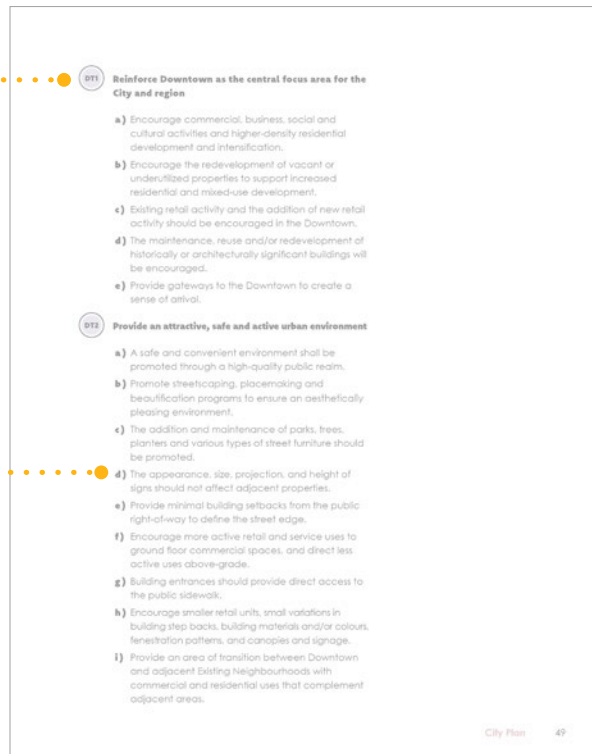 DT1 Reinforce Downtown as the central focus area for the
City and region
a) Encourage commercial, business, social and
cultural activities and higher-density residential
development and intensification.
b) Encourage the redevelopment of vacant or
underutilized properties to support increased
residential and mixed-use development.
c) Existing retail activity and the addition of new retail
activity should be encouraged in the Downtown.
d) The maintenance, reuse and/or redevelopment of
historically or architecturally significant buildings will
be encouraged.
e) Provide gateways to the Downtown to create a
sense of arrival.
DT2 Provide an attractive, safe and active urban environment
a) A safe and convenient environment shall be
promoted through a high-quality public realm.
b) Promote streetscaping, placemaking and
beautification programs to ensure an aesthetically
pleasing environment.
c) The addition and maintenance of parks, trees,
planters and various types of street furniture should
be promoted.
d) The appearance, size, projection, and height of
signs should not affect adjacent properties.
e) Provide minimal building setbacks from the public
right-of-way to define the street edge.
f) Encourage more active retail and service uses to
ground floor commercial spaces, and direct less
active uses above-grade.
g) Building entrances should provide direct access to
the public sidewalk.
h) Encourage smaller retail units, small variations in
building step backs, building materials and/or colours,
fenestration patterns, and canopies and signage.
i) Provide an area of transition between Downtown
and adjacent Existing Neighbourhoods with
commercial and residential uses that complement
adjacent areas.
City Plan 49